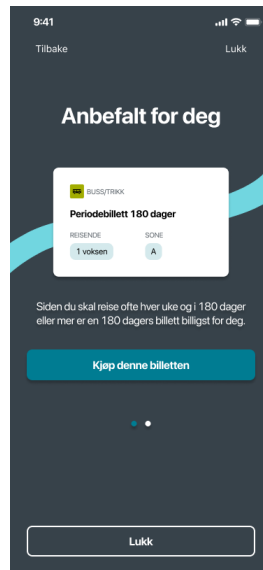 9:41
Tilbake Lukk
Anbefalt for deg
BUSS/TRIKK
Periodebillett 180 dager
REISENDE SONE
1 voksen A
Siden du skal reise ofte hver uke og i 180 dager
eller mer er en 180 dagers billett billigst for deg.
Kjøp denne billetten
Lukk